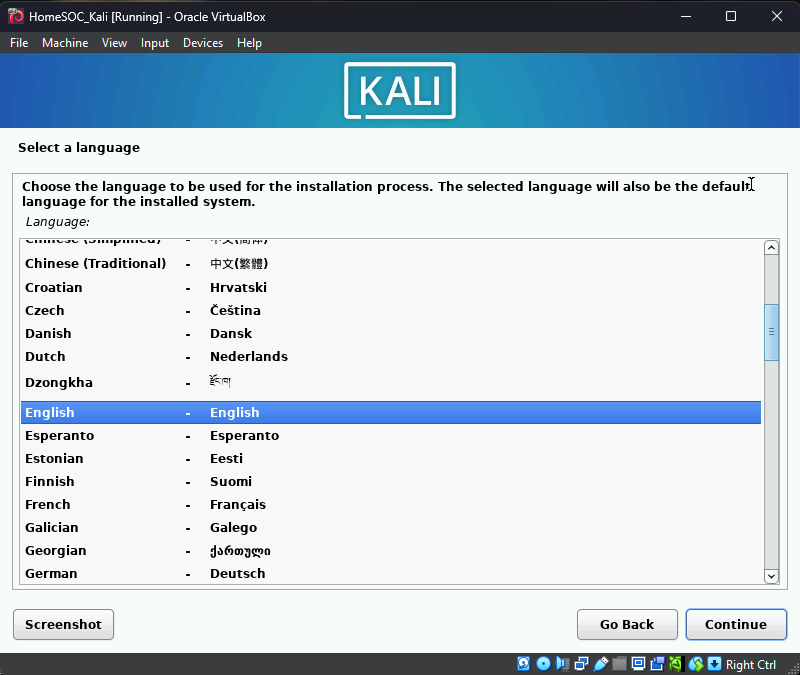 HomeSOC_Kali [Running] - Oracle VirtualBox
File Machine View Input Devices Help
KALI
Select a language
Choose the language to be used for the installation process. The selected language will also be the default
language for the installed system.
Language:
Chinese (Simplified) - 中文(简体)
Chinese (Traditional) - 中文(繁體)
Croatian - Hrvatski
Czech - Čeština
Danish - Dansk
Dutch - Nederlands
Dzongkha - རྫོང་ཁ།
English - English
Esperanto - Esperanto
Estonian - Eesti
Finnish - Suomi
French - Français
Galician - Galego
Georgian - ქართული
German - Deutsch
Screenshot Go Back Continue
Right Ctrl